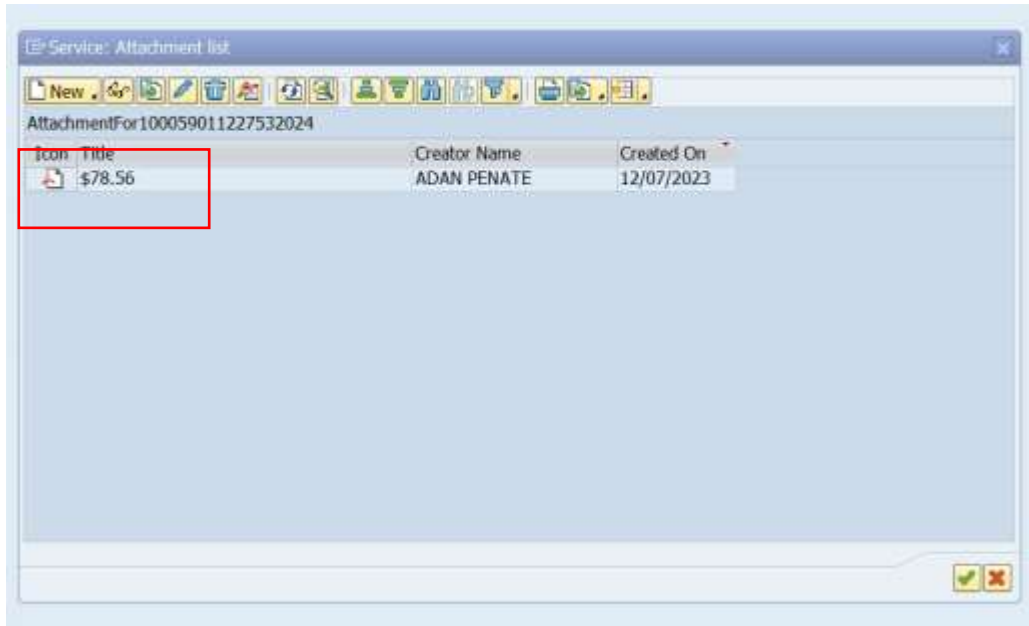 Service: Attachment list
New
AttachmentFor100059011227532024
Icon Title Creator Name Created On
$78.56 ADAN PENATE 12/07/2023